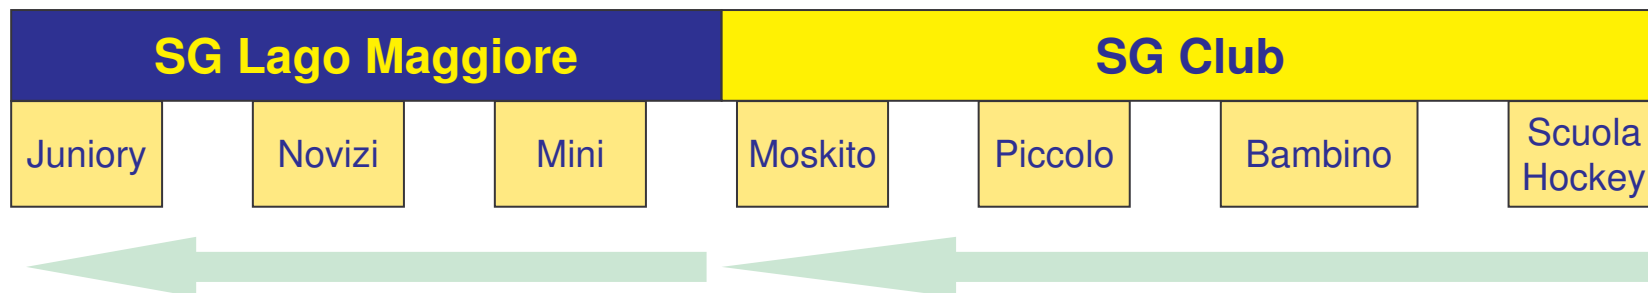 SG Lago Maggiore
SG Club
Juniory
Novizi
Mini
Moskito
Piccolo
Bambino
Scuola
Hockey